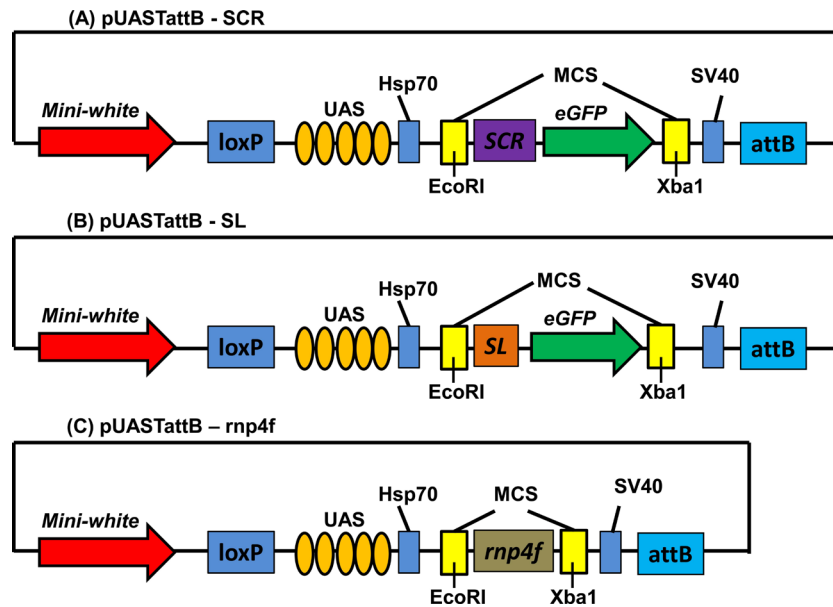 (A) pUASTattB - SCR
Mini-white
loxP
UAS
Hsp70
MCS
EcoRI
SCR
eGFP
Xba1
SV40
attB
(B) pUASTattB - SL
Mini-white
loxP
UAS
Hsp70
MCS
EcoRI
SL
eGFP
Xba1
SV40
attB
(C) pUASTattB – rnp4f
Mini-white
loxP
UAS
Hsp70
MCS
EcoRI
rnp4f
Xba1
SV40
attB